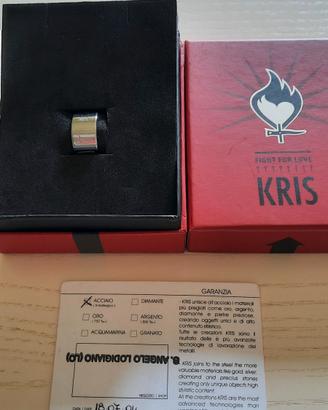 FIGHT FOR LOVE
KRIS
GARANZIA
ACCIAIO
DIAMANTE
ORO
ARGENTO
ACQUAMARINA
GRANATO
S. ANGELO LODIGIANO (LO)
- KRIS unisce all'acciaio i materiali
più pregiati come oro, argento,
diamante e pietre preziose,
creando oggetti unici e di alto
contenuto stilistico.
Tutte le creazioni KRIS sono il
risultato delle più avanzate
tecnologie di lavorazione dei
metalli.
- KRIS joins to the steel the more
valuable materials like gold, silver,
diamond and precius stones
creating only unique objects high
stylistic content.
All the creations KRIS are the most
advanced technologies than